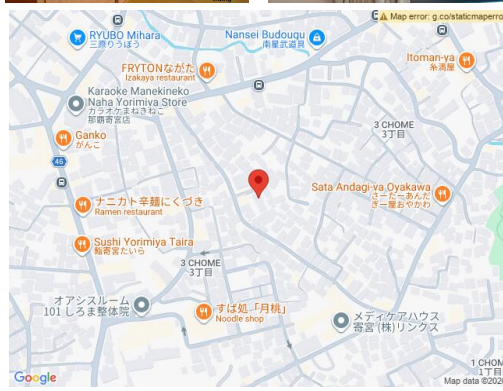 Map error: g.co/staticmaperro
RYUBO Mihara
三原りうぼう
Nansei Budougu
南星武道具
Itoman-ya
糸満屋
FRYTONながた
Izakaya restaurant
Karaoke Manekineko
Naha Yorimiya Store
カラオケまねきねこ
那覇寄宮店
3 CHOME
3丁目
Ganko
がんこ
46
Sata Andagi-ya Oyakawa
さーだーあんだ
ぎー屋おやかわ
ナニカト辛麺にくづき
Ramen restaurant
Sushi Yorimiya Taira
鮨寄宮たいら
3 CHOME
3丁目
オアシスルーム
101 しろま整体院
すば処「月桃」
Noodle shop
メディケアハウス
寄宮 (株)リンクス
1 CHOM
1丁目
Google
Map data ©2026